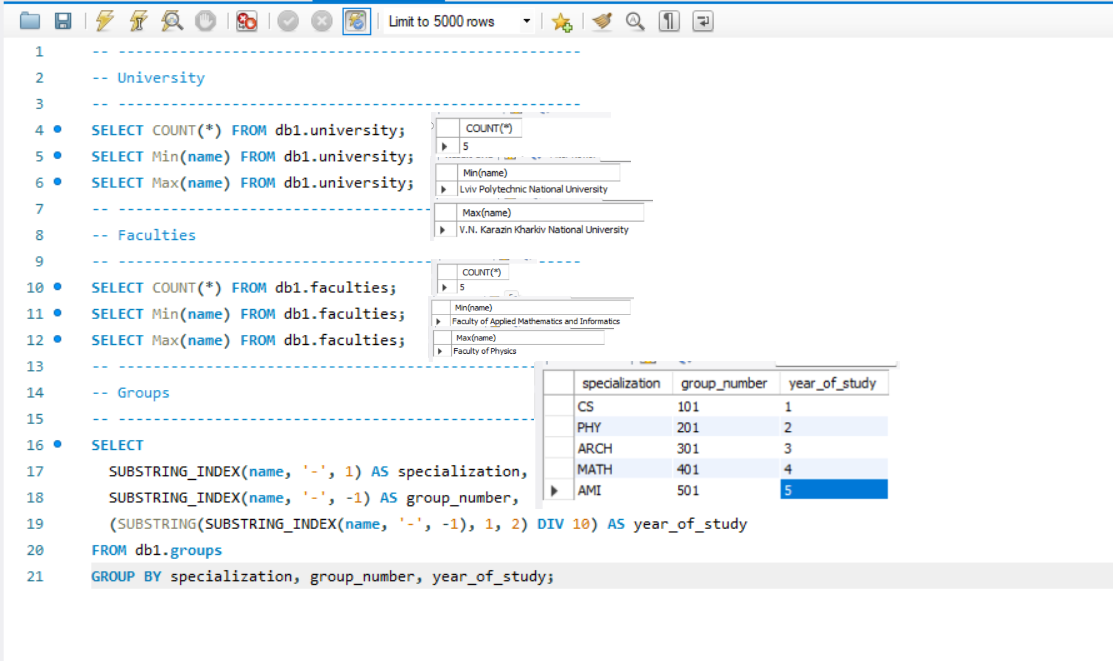 Limit to 5000 rows
1 -- -----------------------------------------------------
2 -- University
3 -- -----------------------------------------------------
4 SELECT COUNT(*) FROM db1.university;
COUNT(*)
5
5 SELECT Min(name) FROM db1.university;
Min(name)
Lviv Polytechnic National University
6 SELECT Max(name) FROM db1.university;
Max(name)
V.N. Karazin Kharkiv National University
7 -- ------------------------------------
8 -- Faculties
9 -- -----------------------------------------------------
10 SELECT COUNT(*) FROM db1.faculties;
COUNT(*)
5
11 SELECT Min(name) FROM db1.faculties;
Min(name)
Faculty of Applied Mathematics and Informatics
12 SELECT Max(name) FROM db1.faculties;
Max(name)
Faculty of Physics
13 -- ------------------------------------------------
14 -- Groups
15 -- ------------------------------------------------
specialization group_number year_of_study
CS 101 1
PHY 201 2
ARCH 301 3
MATH 401 4
AMI 501 5
16 SELECT
17 SUBSTRING_INDEX(name, '-', 1) AS specialization,
18 SUBSTRING_INDEX(name, '-', -1) AS group_number,
19 (SUBSTRING(SUBSTRING_INDEX(name, '-', -1), 1, 2) DIV 10) AS year_of_study
20 FROM db1.groups
21 GROUP BY specialization, group_number, year_of_study;